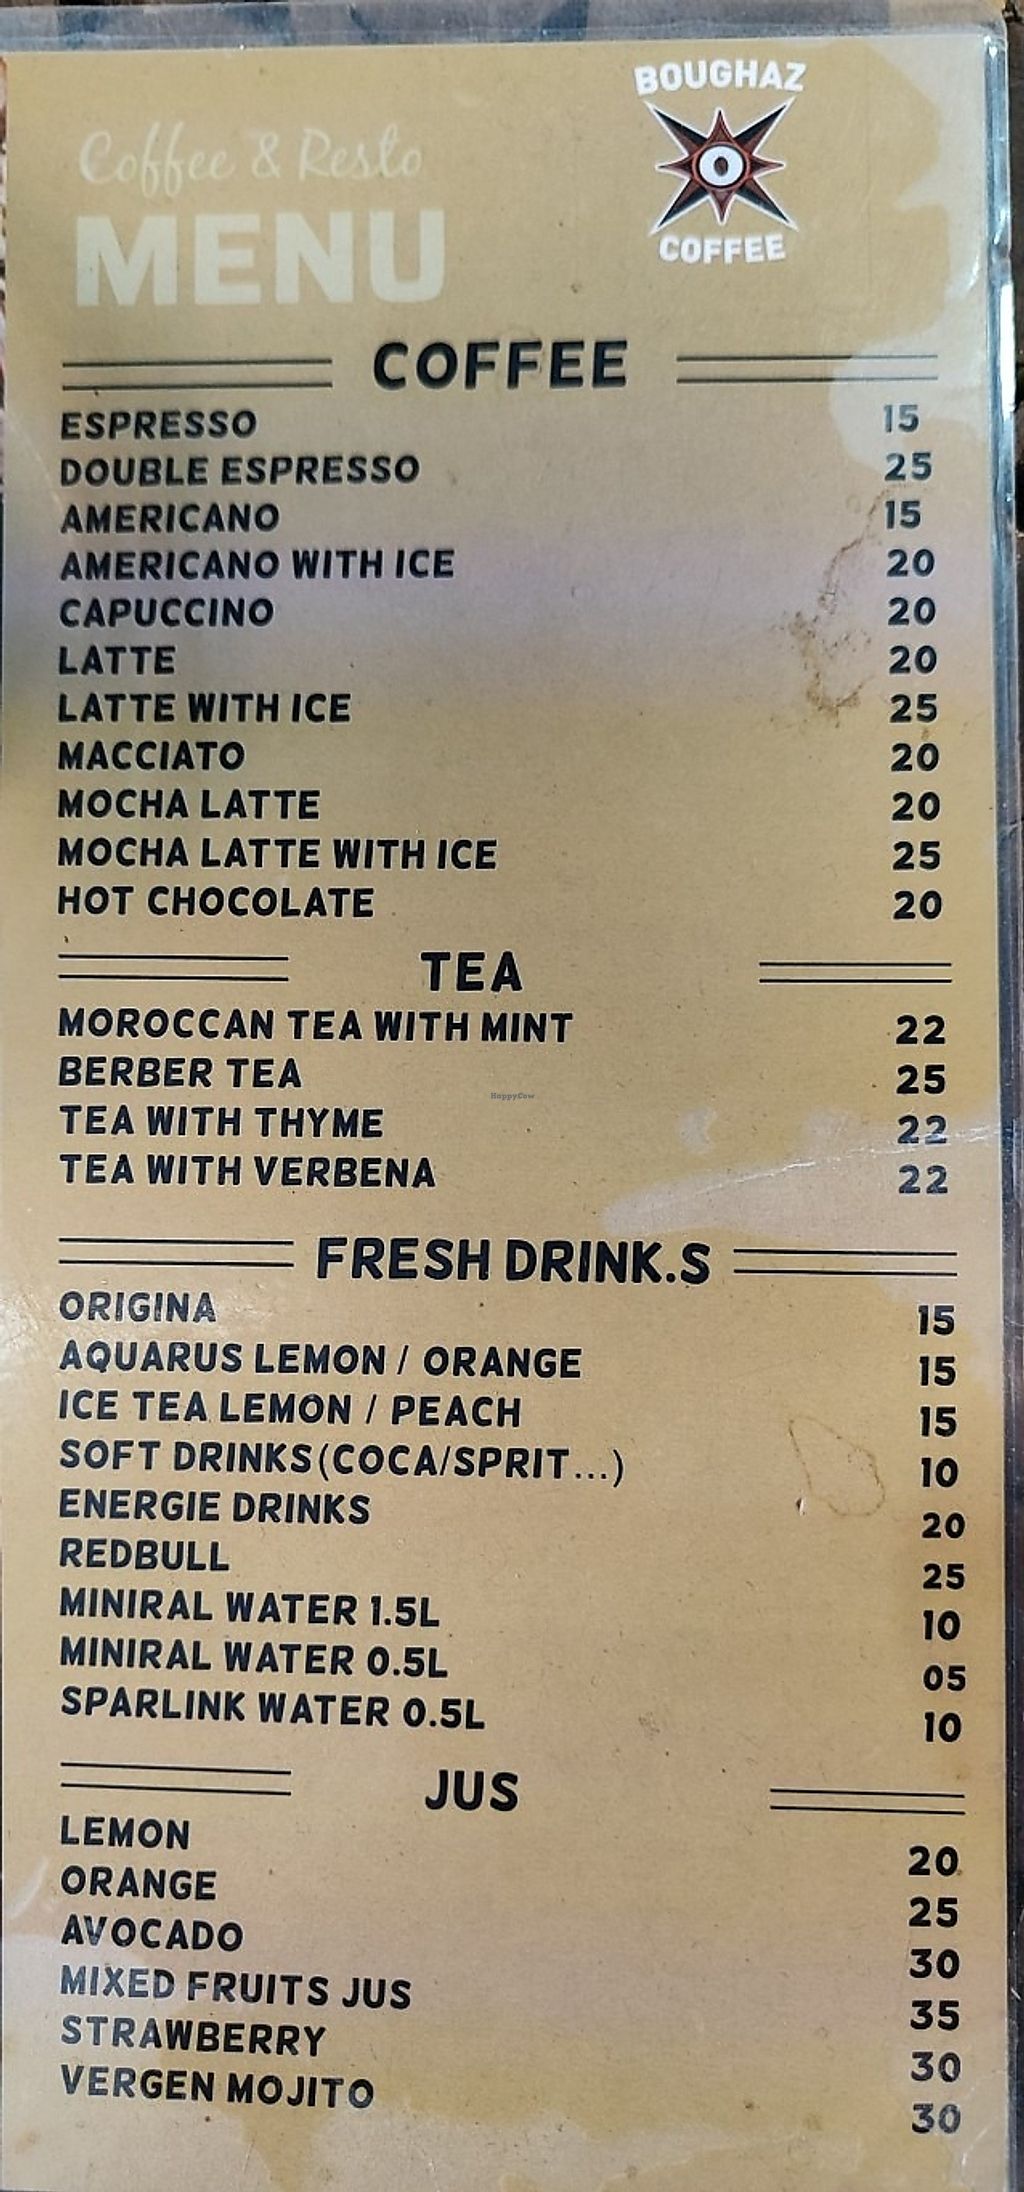 BOUGHAZ
COFFEE
Coffee & Resto
MENU
COFFEE
ESPRESSO 15
DOUBLE ESPRESSO 25
AMERICANO 15
AMERICANO WITH ICE 20
CAPUCCINO 20
LATTE 20
LATTE WITH ICE 25
MACCIATO 20
MOCHA LATTE 20
MOCHA LATTE WITH ICE 25
HOT CHOCOLATE 20
TEA
MOROCCAN TEA WITH MINT 22
BERBER TEA 25
TEA WITH THYME 22
TEA WITH VERBENA 22
HappyCow
FRESH DRINK.S
ORIGINA 15
AQUARUS LEMON / ORANGE 15
ICE TEA LEMON / PEACH 15
SOFT DRINKS(COCA/SPRIT...) 10
ENERGIE DRINKS 20
REDBULL 25
MINIRAL WATER 1.5L 10
MINIRAL WATER 0.5L 05
SPARLINK WATER 0.5L 10
JUS
LEMON 20
ORANGE 25
AVOCADO 30
MIXED FRUITS JUS 35
STRAWBERRY 30
VERGEN MOJITO 30